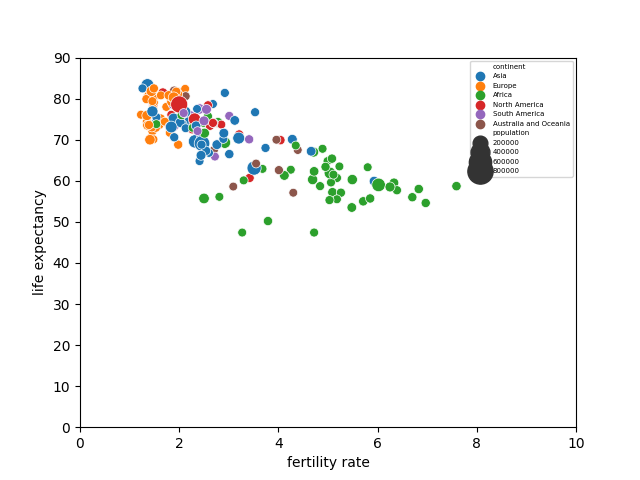 90
80
70
60
50
40
30
20
10
0
life expectancy
0 2 4 6 8 10
fertility rate
continent
Asia
Europe
Africa
North America
South America
Australia and Oceania
population
200000
400000
600000
800000